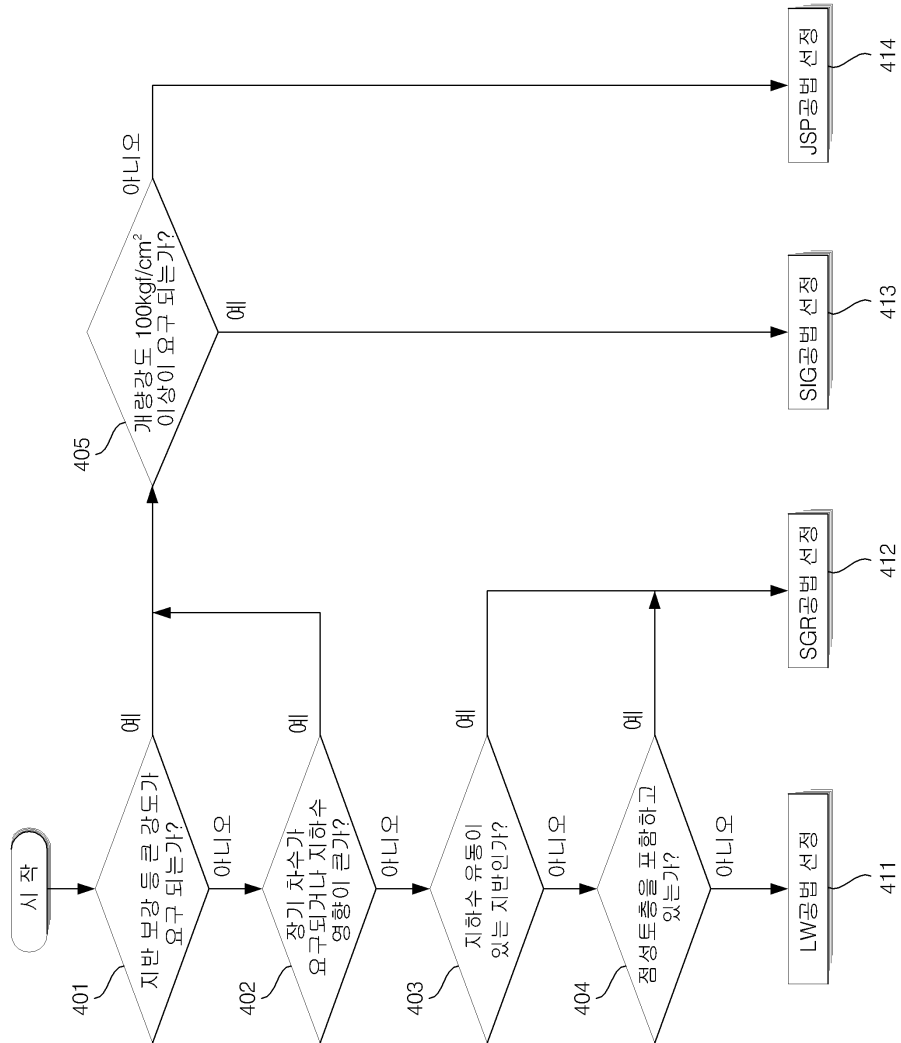 시 작
401
지반 보강 등 큰 강도가
요구 되는가?
예
아니오
402
장기 차수가
요구되거나 지하수
영향이 큰가?
예
아니오
403
지하수 유동이
있는 지반인가?
예
아니오
404
점성토층을 포함하고
있는가?
예
아니오
405
개량강도 100kgf/cm²
이상이 요구 되는가?
아니오
예
LW공법 선정
411
SGR공법 선정
412
SIG공법 선정
413
JSP공법 선정
414